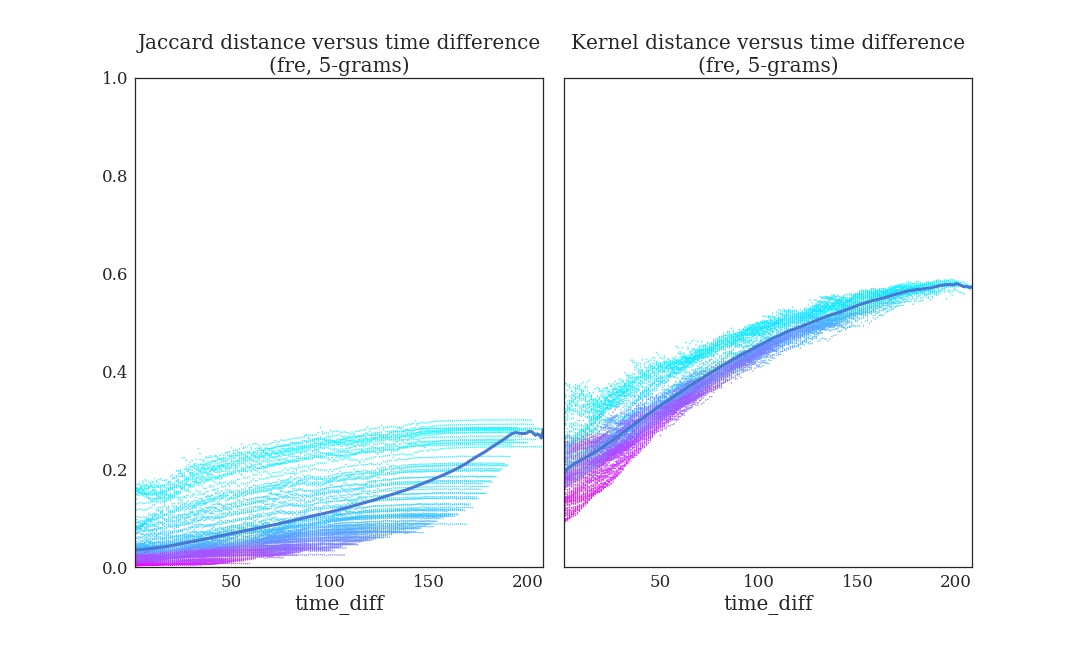 Jaccard distance versus time difference
(fre, 5-grams)
Kernel distance versus time difference
(fre, 5-grams)
1.0
0.8
0.6
0.4
0.2
0.0
50 100 150 200
time_diff
50 100 150 200
time_diff